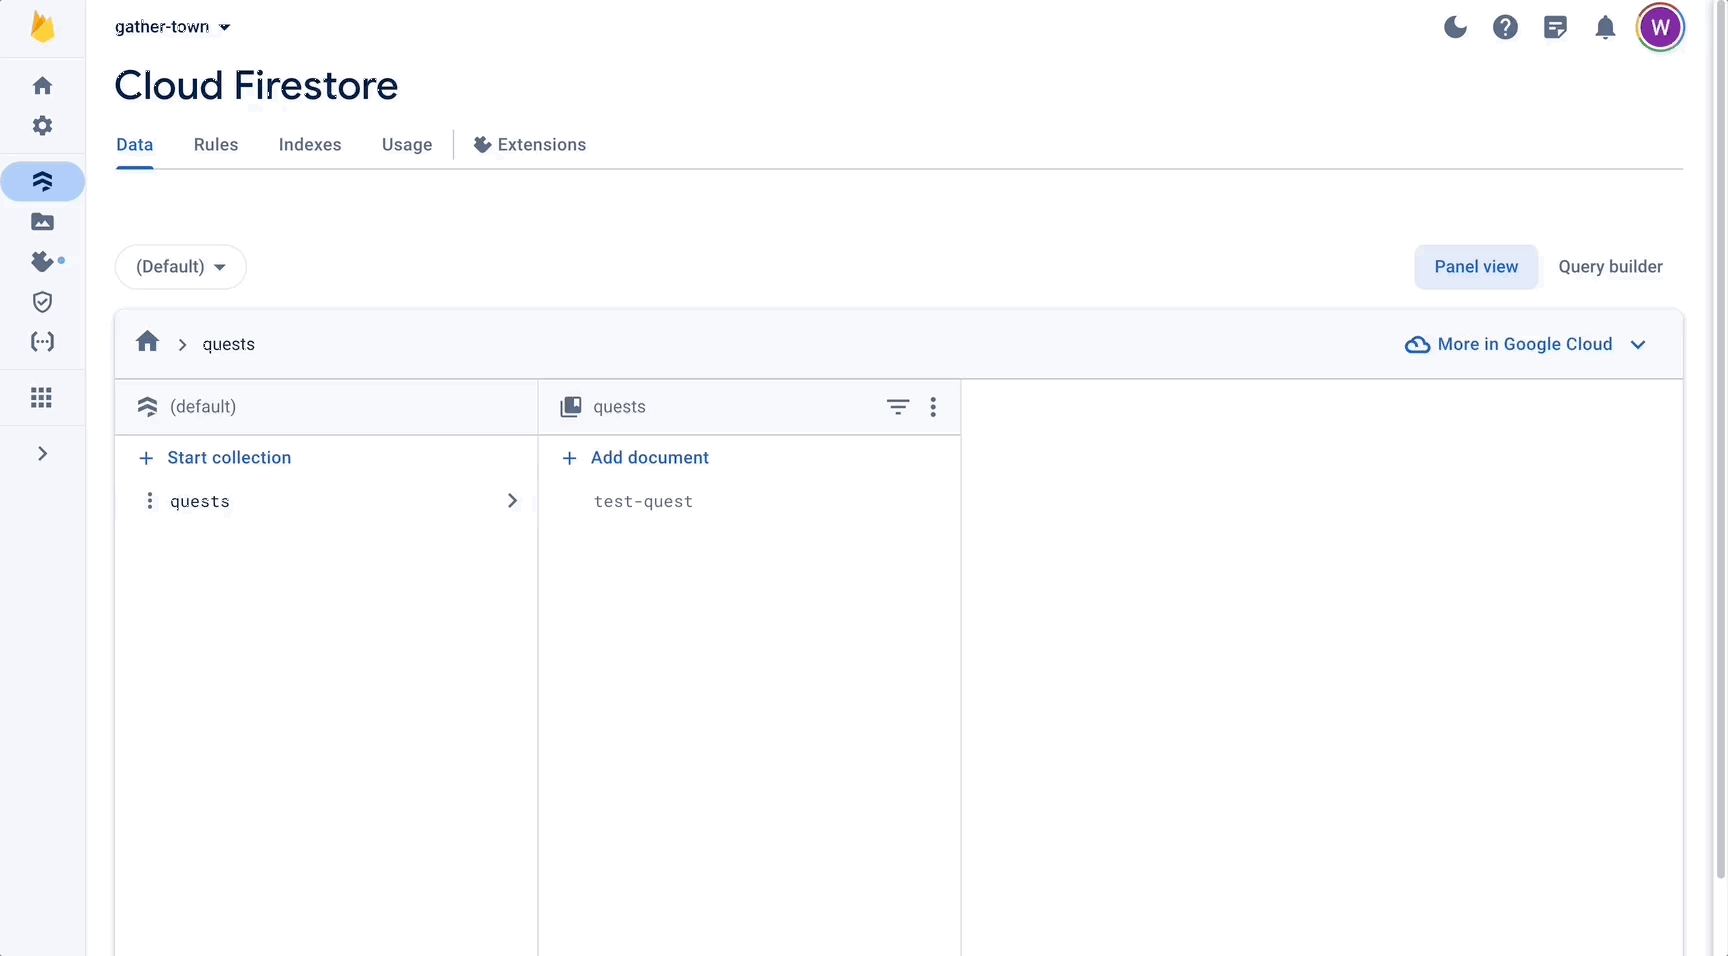 gather-town
W
Cloud Firestore
Data Rules Indexes Usage Extensions
(Default)
Panel view Query builder
quests
More in Google Cloud
(default)
quests
Start collection
Add document
quests
test-quest